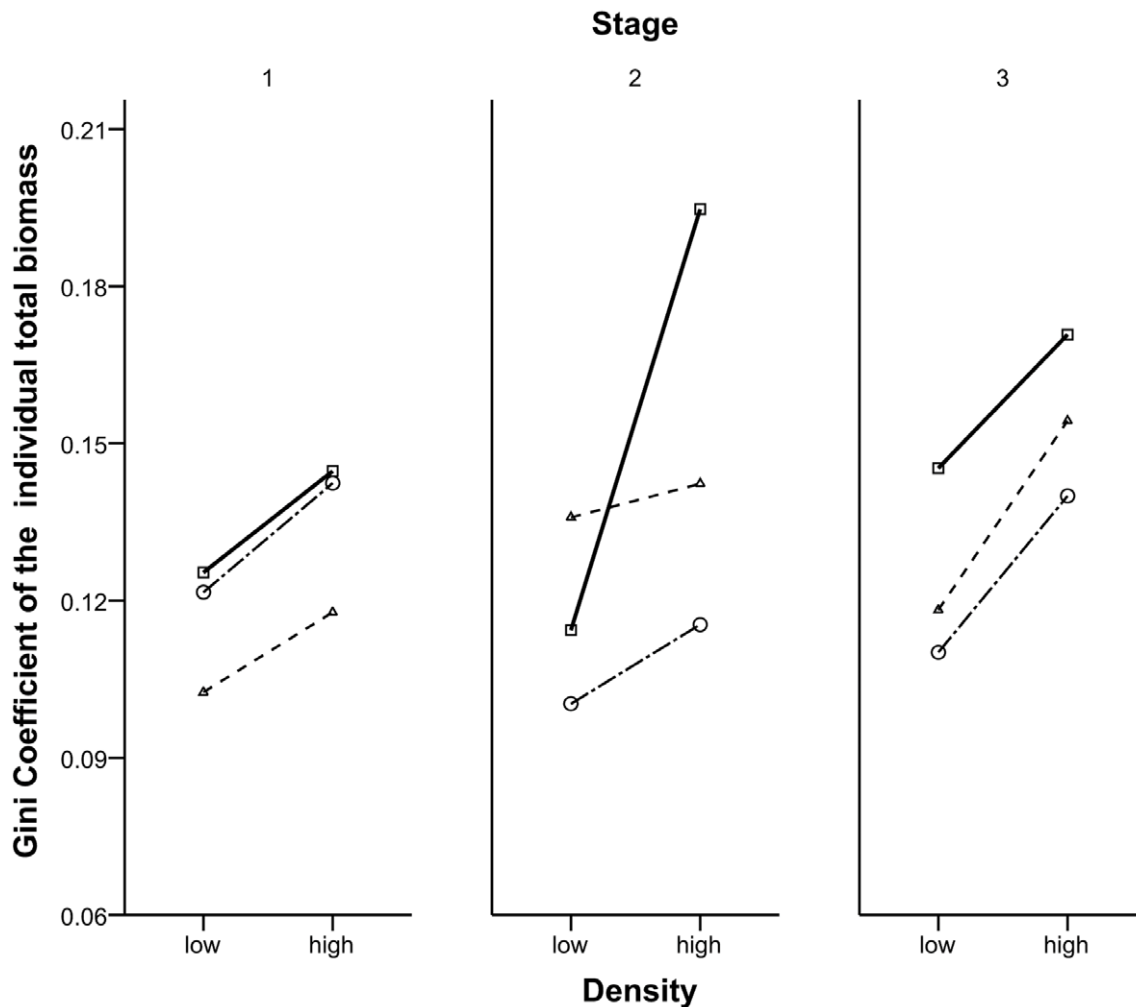 Stage
1 2 3
Gini Coefficient of the individual total biomass
0.21
0.18
0.15
0.12
0.09
0.06
low high low high low high
Density